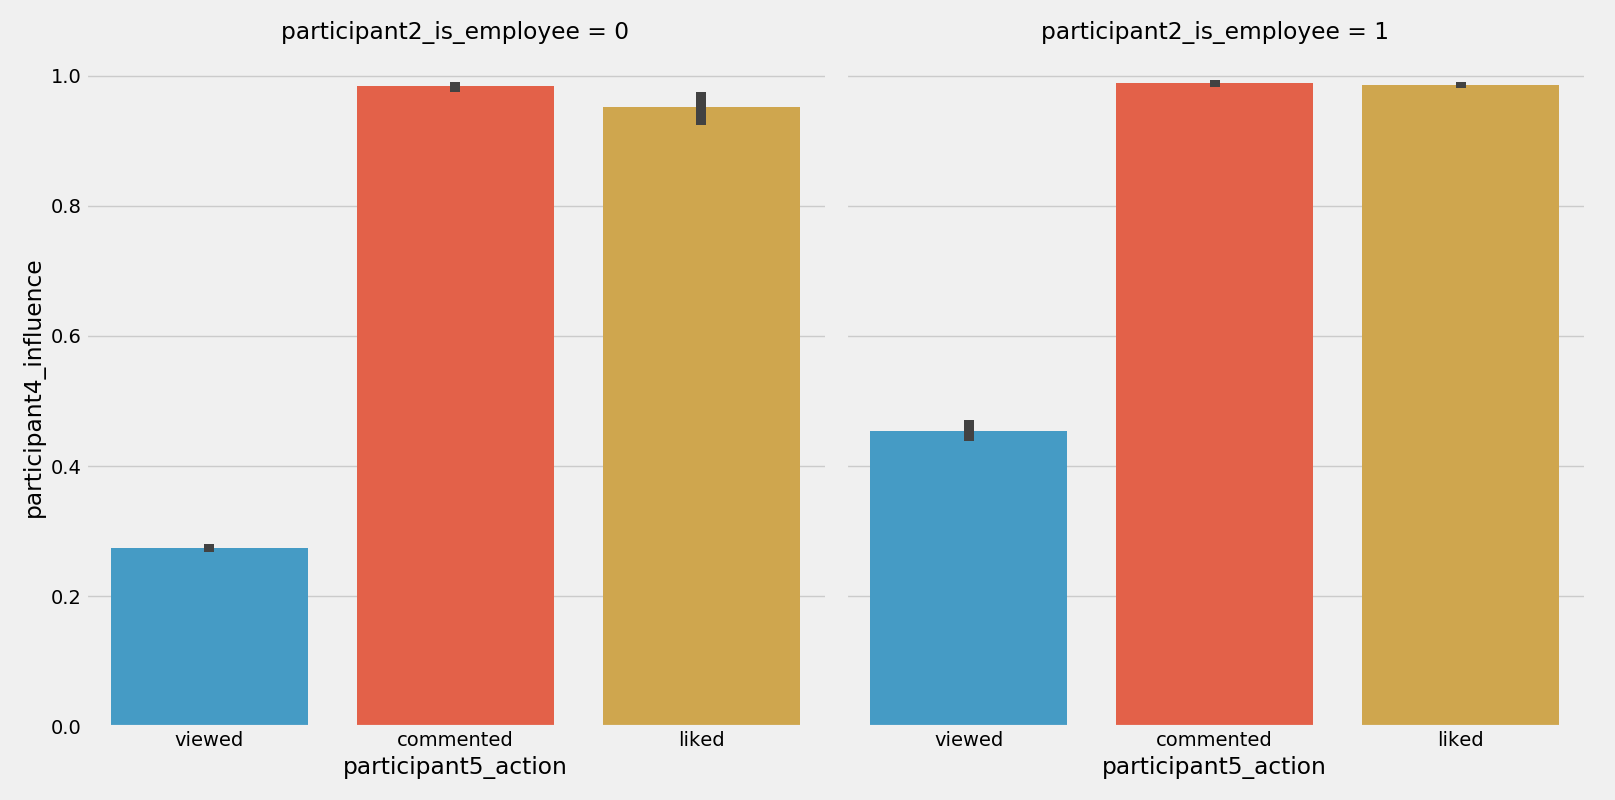 participant2_is_employee = 0
participant2_is_employee = 1
participant4_influence
1.0
0.8
0.6
0.4
0.2
0.0
viewed
commented
liked
viewed
commented
liked
participant5_action
participant5_action